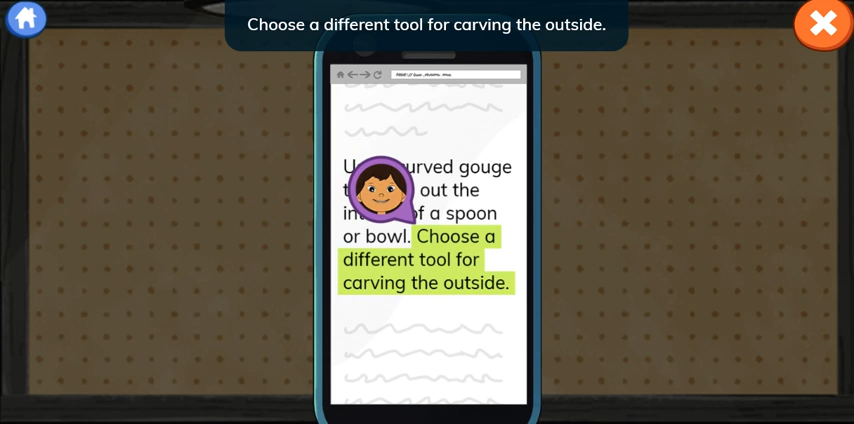 Choose a different tool for carving the outside.
urved gouge
out the
of a spoon
or bowl. Choose a
different tool for
carving the outside.